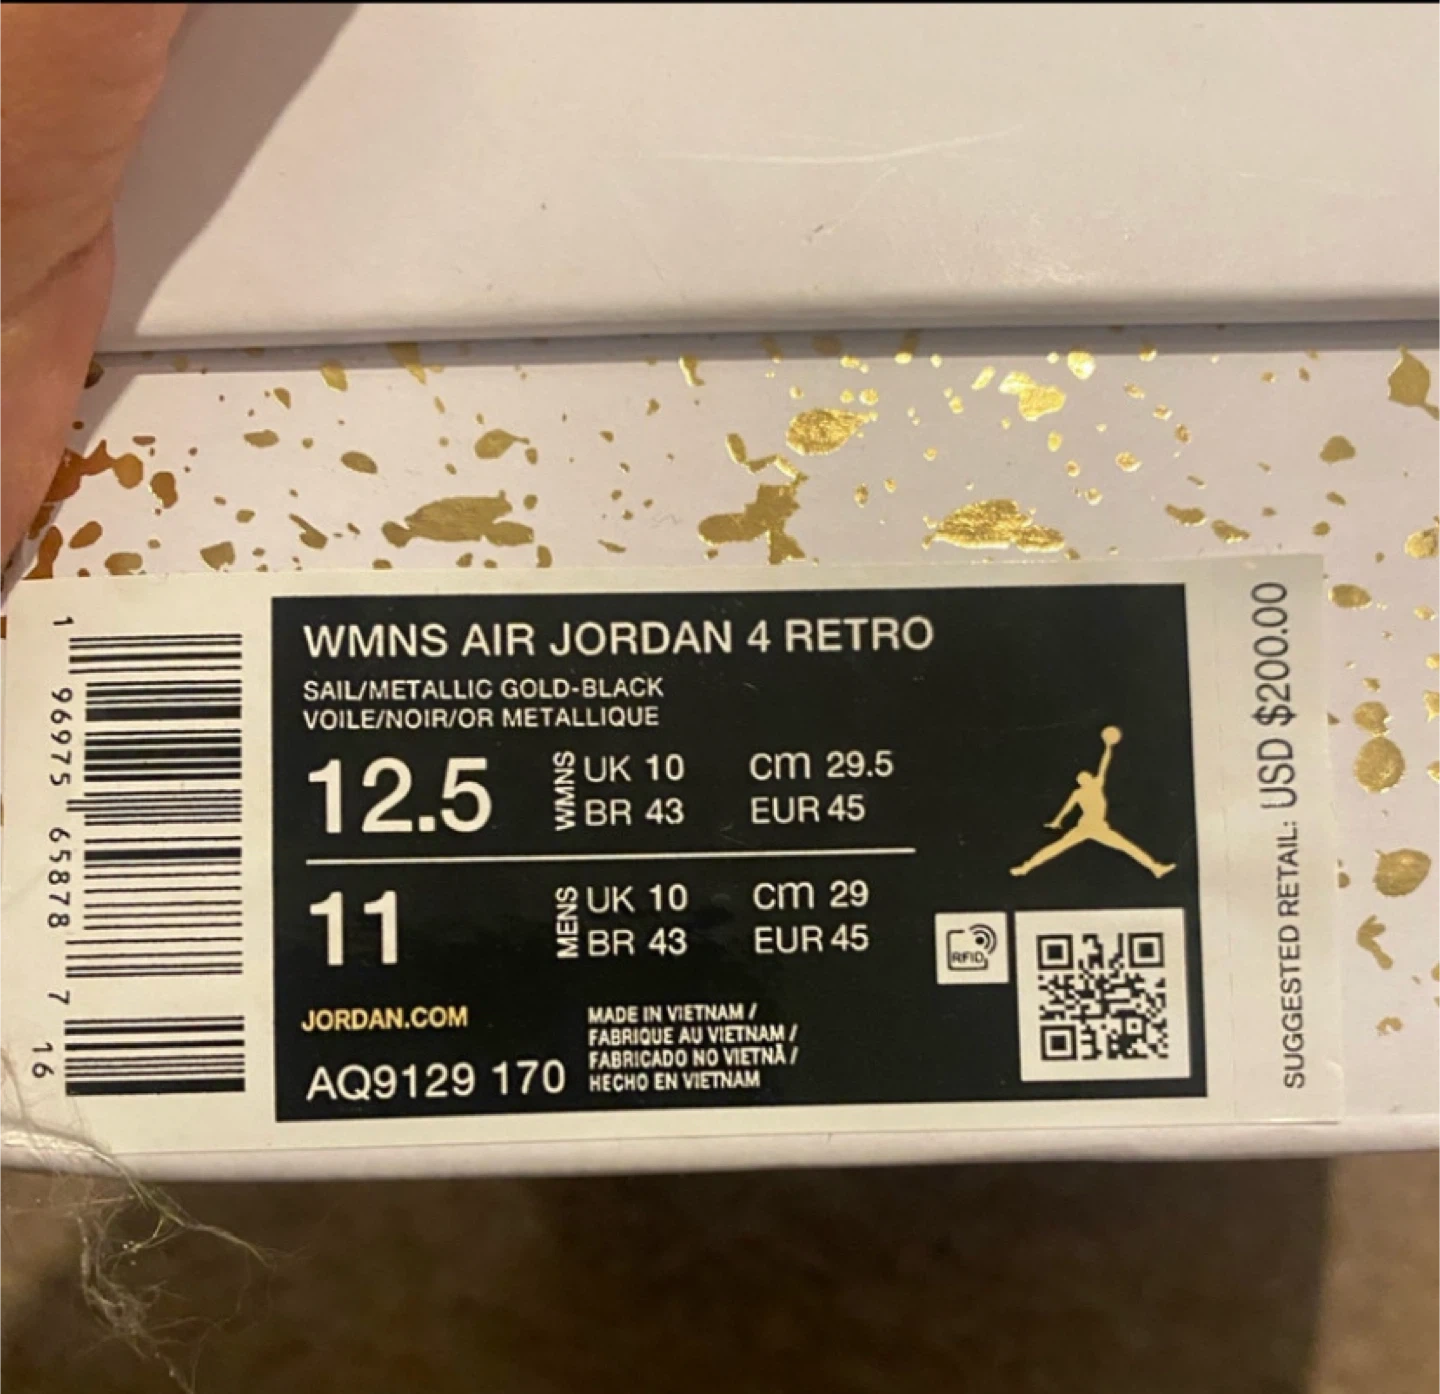 WMNS AIR JORDAN 4 RETRO
SAIL/METALLIC GOLD-BLACK
VOILE/NOIR/OR METALLIQUE
12.5 WMNS UK 10 cm 29.5
BR 43 EUR 45
11 MENS UK 10 cm 29
BR 43 EUR 45
JORDAN.COM
AQ9129 170
MADE IN VIETNAM /
FABRIQUE AU VIETNAM /
FABRICADO NO VIETNÃ /
HECHO EN VIETNAM
RFID
SUGGESTED RETAIL: USD $200.00
1 96975 65878 7 16